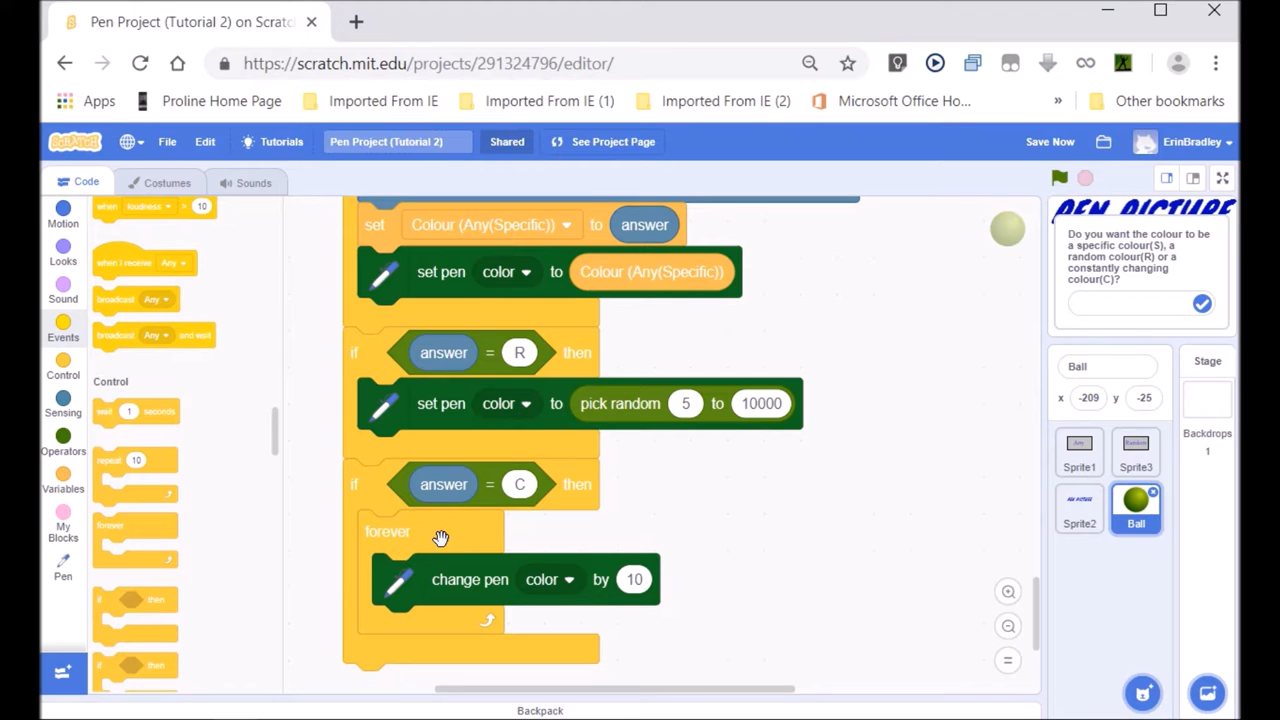 Pen Project (Tutorial 2) on Scratc
https://scratch.mit.edu/projects/291324796/editor/
Apps Proline Home Page Imported From IE Imported From IE (1) Imported From IE (2) Microsoft Office Ho... » Other bookmarks
SCRATCH File Edit Tutorials Pen Project (Tutorial 2) Shared See Project Page Save Now ErinBradley
Code Costumes Sounds
Motion
Looks
Sound
Events
Control
Sensing
Operators
Variables
My
Blocks
Pen
when loudness > 10
when I receive Any
broadcast Any
broadcast Any and wait
Control
wait 1 seconds
repeat 10
forever
if then
if then
set Colour (Any(Specific)) to answer
set pen color to Colour (Any(Specific))
if answer = R then
set pen color to pick random 5 to 10000
if answer = C then
forever
change pen color by 10
PEN PICTURE
Do you want the colour to
be a specific colour(S), a
random colour(R) or a
constantly changing
colour(C)?
Ball
x -209 y -25
Sprite1
Any
Sprite3
Random
Sprite2
PEN PICTURE
Ball
Stage
Backdrops
1
Backpack